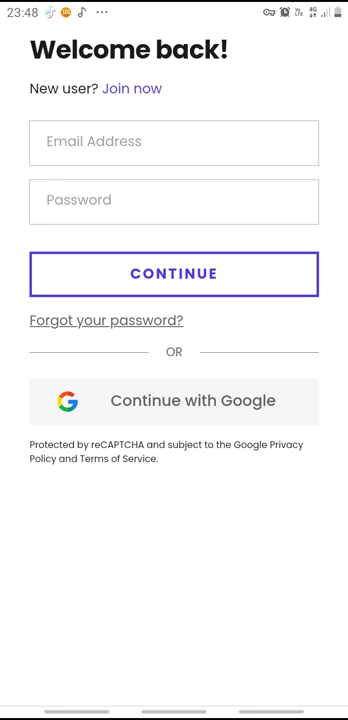 23:48
Welcome back!
New user? Join now
Email Address
Password
CONTINUE
Forgot your password?
OR
Continue with Google
Protected by reCAPTCHA and subject to the Google Privacy
Policy and Terms of Service.